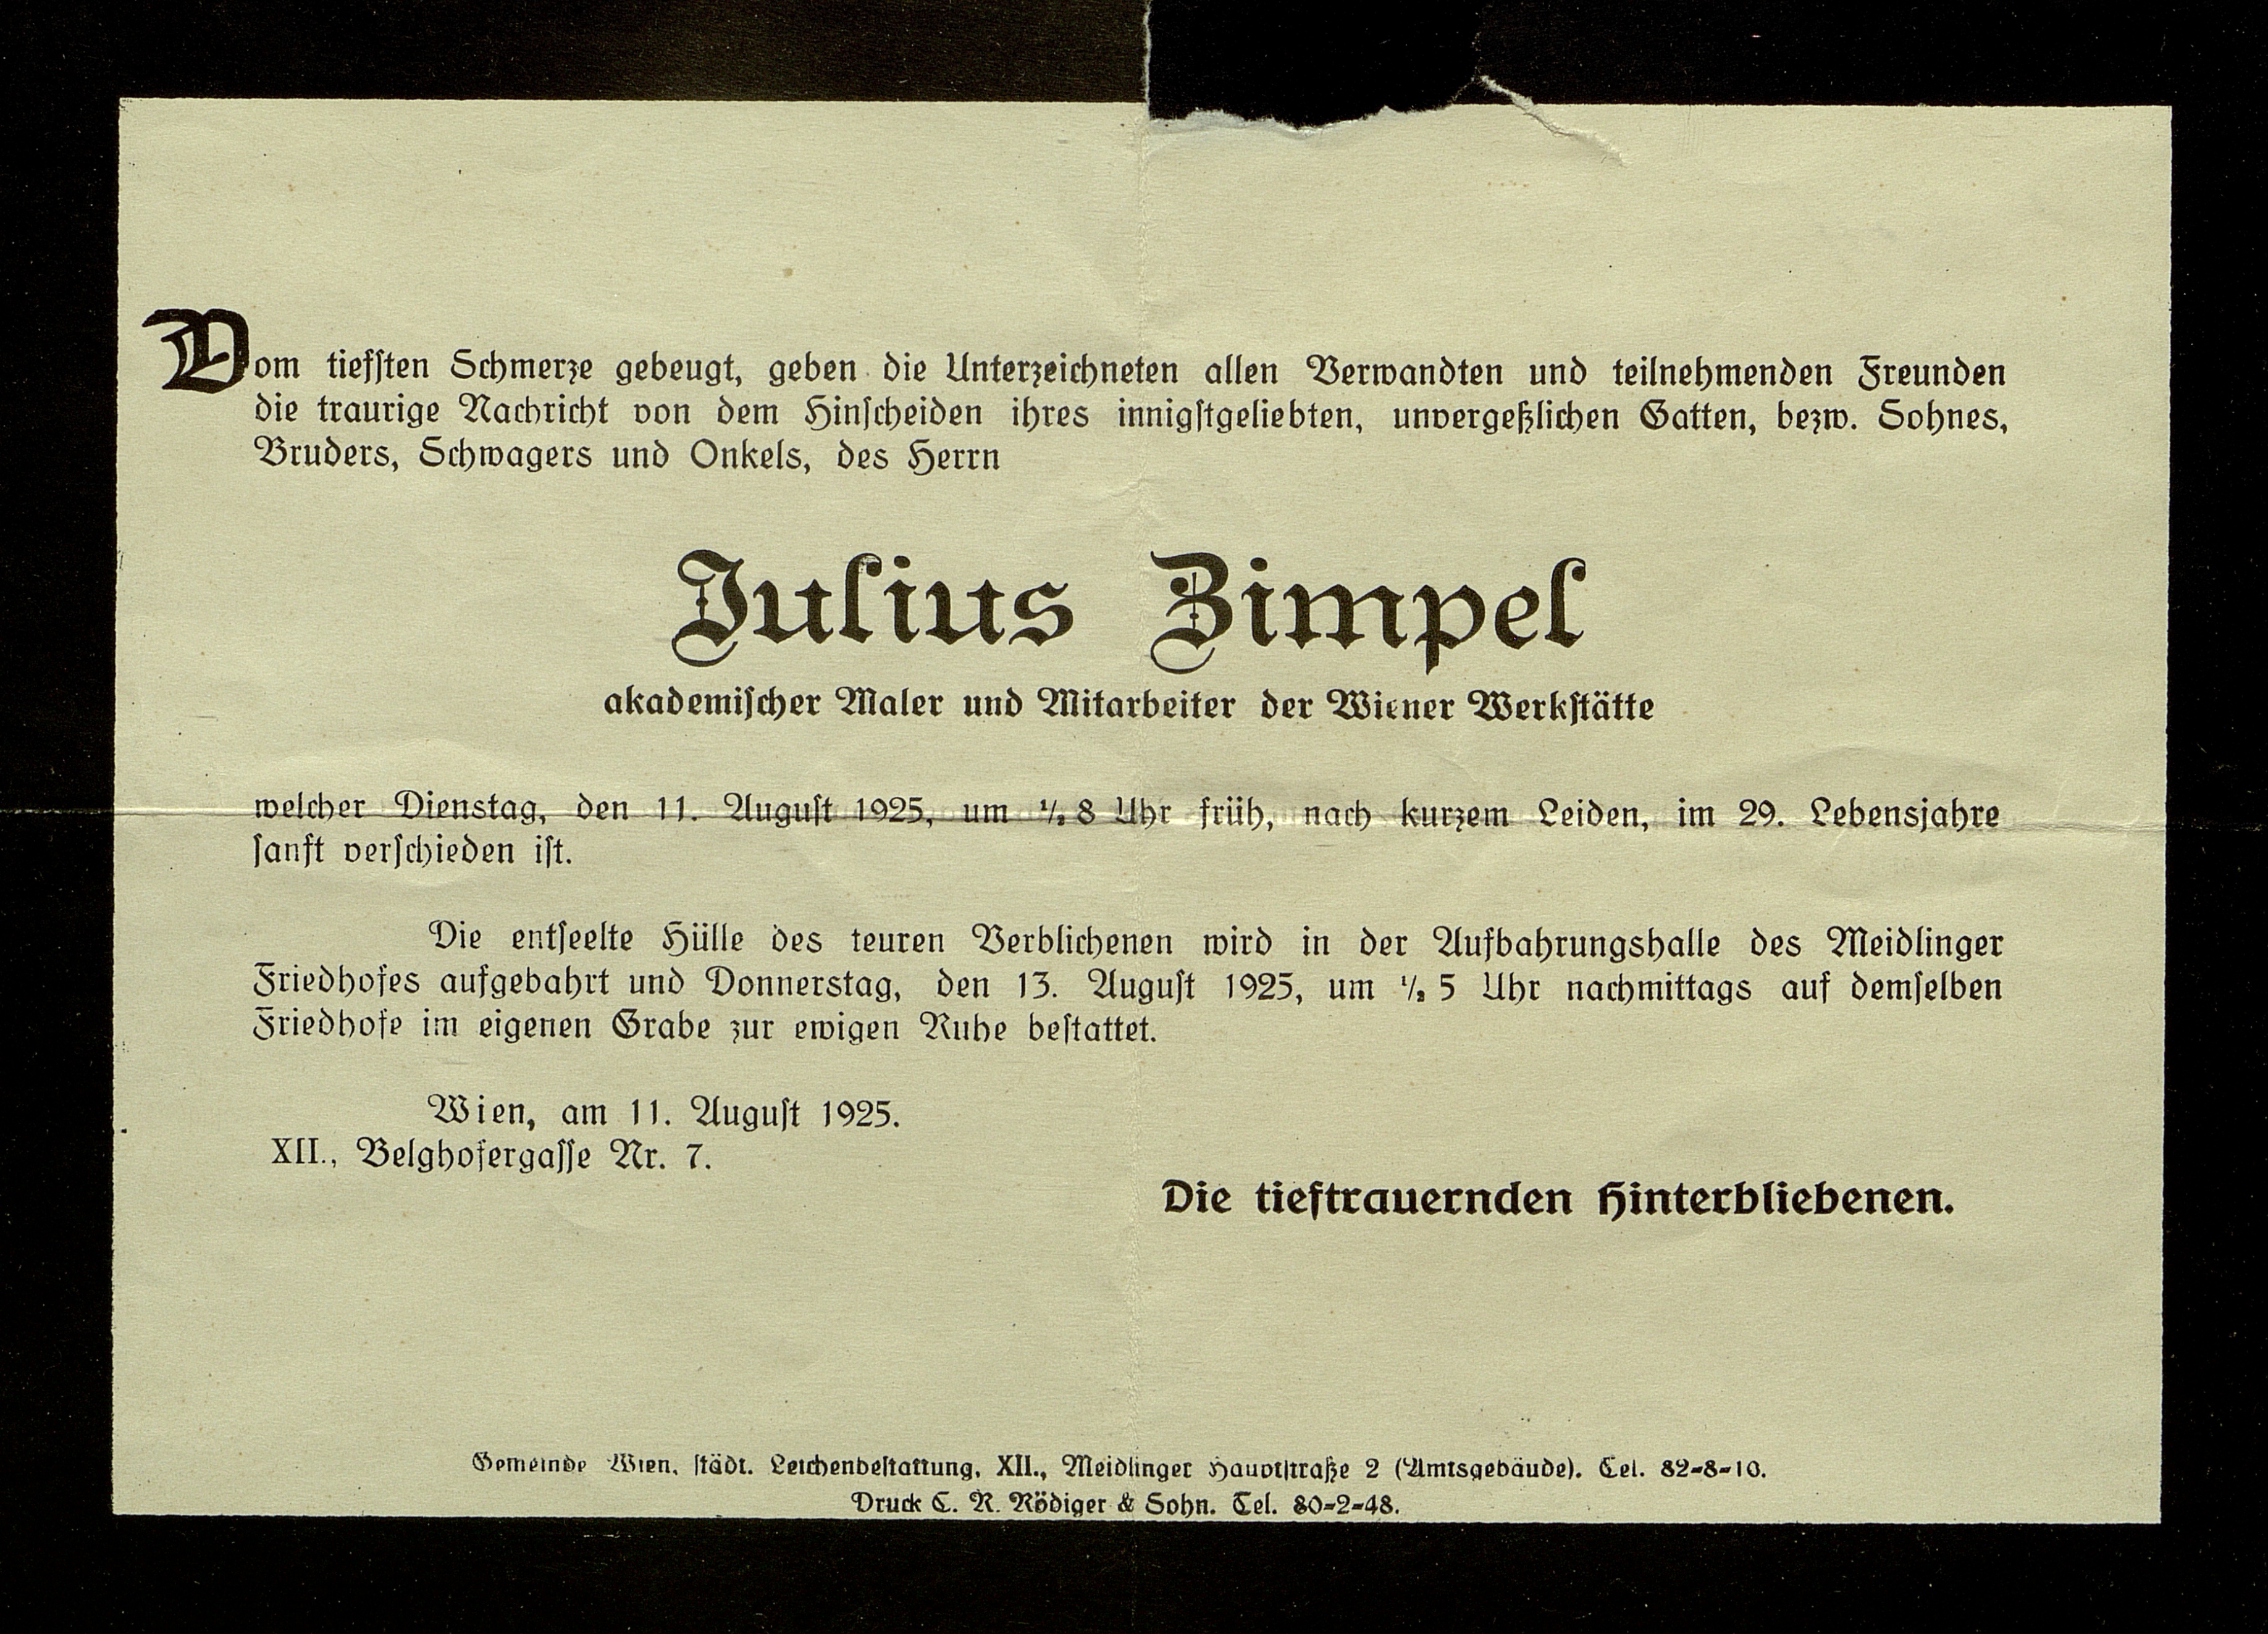 Vom tiefsten Schmerze gebeugt, geben die Unterzeichneten allen Verwandten und teilnehmenden Freunden
die traurige Nachricht von dem Hinscheiden ihres innigstgeliebten, unvergeßlichen Gatten, bezw. Sohnes,
Bruders, Schwagers und Onkels, des Herrn
Julius Zimpel
akademischer Maler und Mitarbeiter der Wiener Werkstätte
welcher Dienstag, den 11. August 1925, um ½ 8 Uhr früh, nach kurzem Leiden, im 29. Lebensjahre
sanft verschieden ist.
Die entseelte Hülle des teuren Verblichenen wird in der Aufbahrungshalle des Meidlinger
Friedhofes aufgebahrt und Donnerstag, den 13. August 1925, um ½ 5 Uhr nachmittags auf demselben
Friedhofe im eigenen Grabe zur ewigen Ruhe bestattet.
Wien, am 11. August 1925.
XII., Belghofergasse Nr. 7.
Die tieftrauernden Hinterbliebenen.
Gemeinde Wien, städt. Leichenbestattung, XII., Meidlinger Hauptstraße 2 (Amtsgebäude). Tel. 82-8-10.
Druck C. R. Rödiger & Sohn. Tel. 80-2-48.